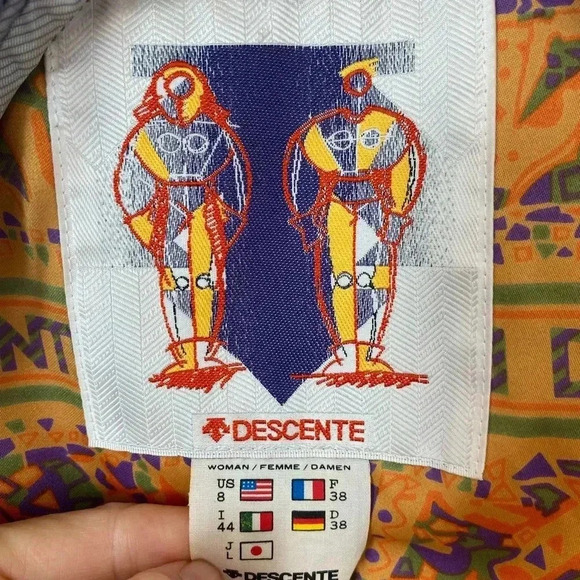 DESCENTE
WOMAN / FEMME / DAMEN
US 8 F 38
I 44 D 38
J L
DESCENTE